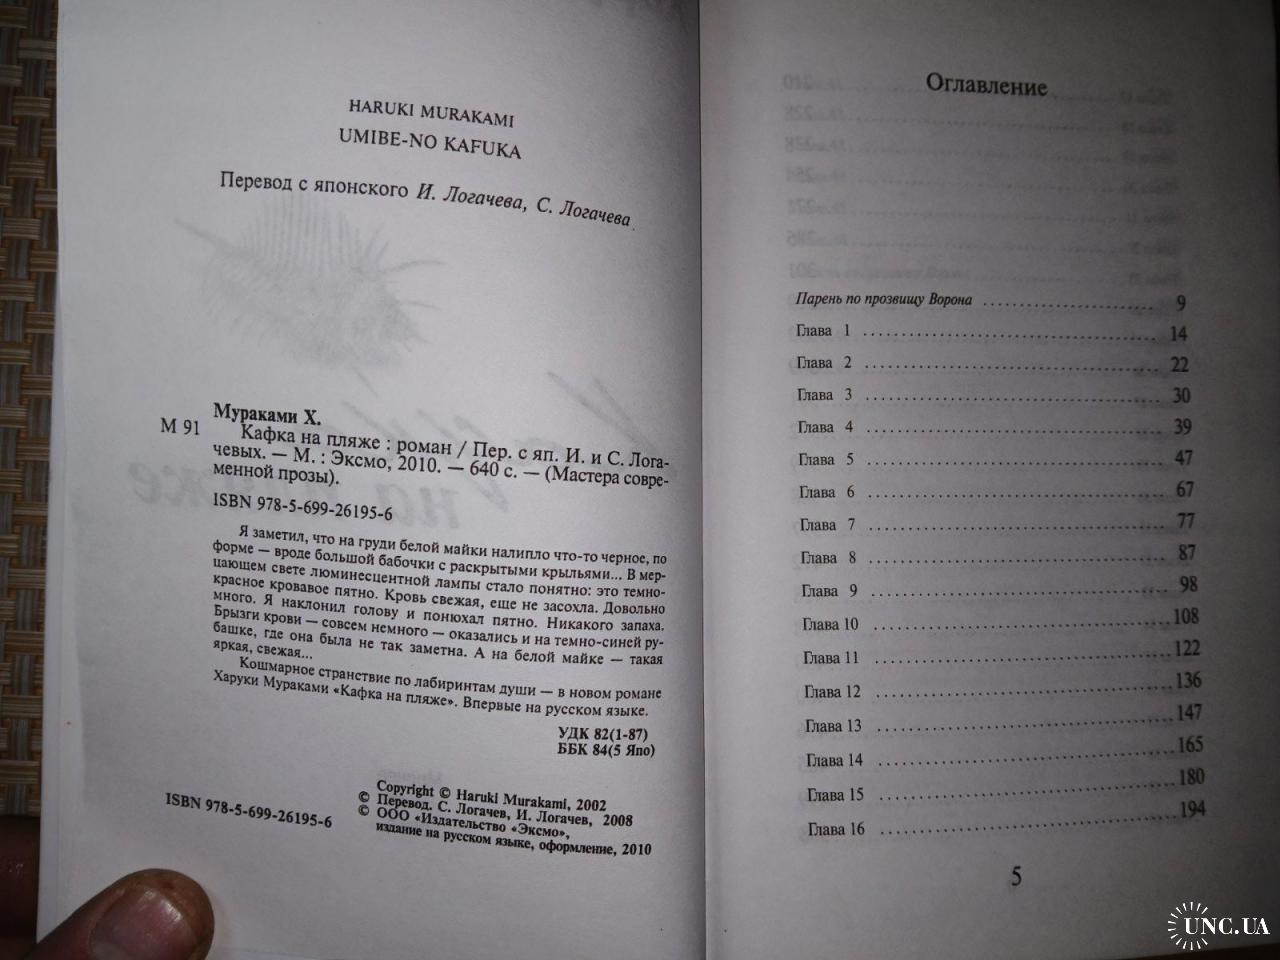 HARUKI MURAKAMI
UMIBE-NO KAFUKA
Перевод с японского И. Логачева, С. Логачева
Мураками Х.
М 91
Кафка на пляже : роман / Пер. с яп. И. и С. Лога-
чевых. — М. : Эксмо, 2010. — 640 с. — (Мастера совре-
менной прозы).
ISBN 978-5-699-26195-6
Я заметил, что на груди белой майки налипло что-то черное, по
форме — вроде большой бабочки с раскрытыми крыльями... В мер-
цающем свете люминесцентной лампы стало понятно: это темно-
красное кровавое пятно. Кровь свежая, еще не засохла. Довольно
много. Я наклонил голову и понюхал пятно. Никакого запаха.
Брызги крови — совсем немного — оказались и на темно-синей ру-
башке, где она была не так заметна. А на белой майке — такая
яркая, свежая...
Кошмарное странствие по лабиринтам души — в новом романе
Харуки Мураками «Кафка на пляже». Впервые на русском языке.
УДК 82(1-87)
ББК 84(5 Япо)
Copyright © Haruki Murakami, 2002
© Перевод. С. Логачев, И. Логачев, 2008
© ООО «Издательство «Эксмо»,
издание на русском языке, оформление, 2010
ISBN 978-5-699-26195-6
Оглавление
Парень по прозвищу Ворона .......................... 9
Глава 1 .......................................... 14
Глава 2 .......................................... 22
Глава 3 .......................................... 30
Глава 4 .......................................... 39
Глава 5 .......................................... 47
Глава 6 .......................................... 67
Глава 7 .......................................... 77
Глава 8 .......................................... 87
Глава 9 .......................................... 98
Глава 10 ......................................... 108
Глава 11 ......................................... 122
Глава 12 ......................................... 136
Глава 13 ......................................... 147
Глава 14 ......................................... 165
Глава 15 ......................................... 180
Глава 16 ......................................... 194
5
UNC.UA